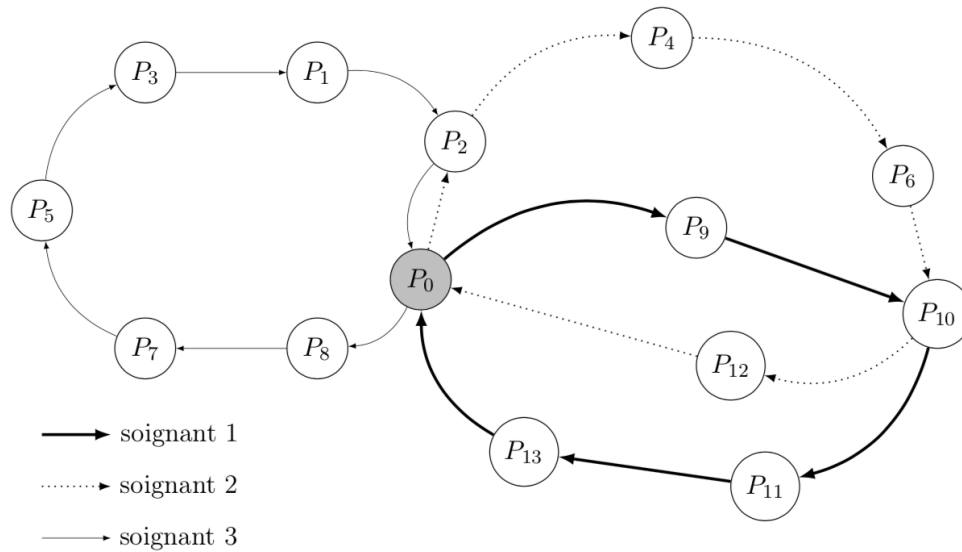 P4
P3
P1
P2
P6
P5
P9
P0
P10
P7
P8
P12
soignant 1
P13
P11
soignant 2
soignant 3